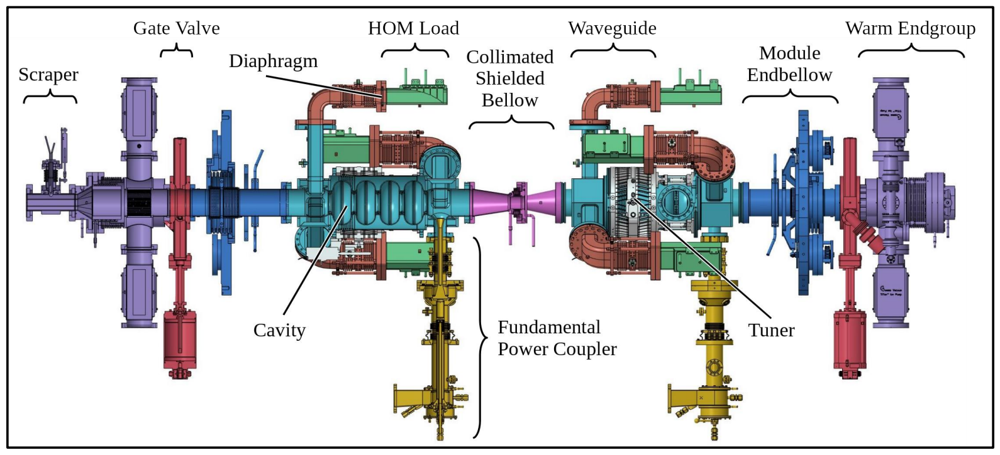 Gate Valve
HOM Load
Waveguide
Warm Endgroup
Scraper
Diaphragm
Collimated
Shielded
Bellow
Module
Endbellow
Cavity
Fundamental
Power Coupler
Tuner